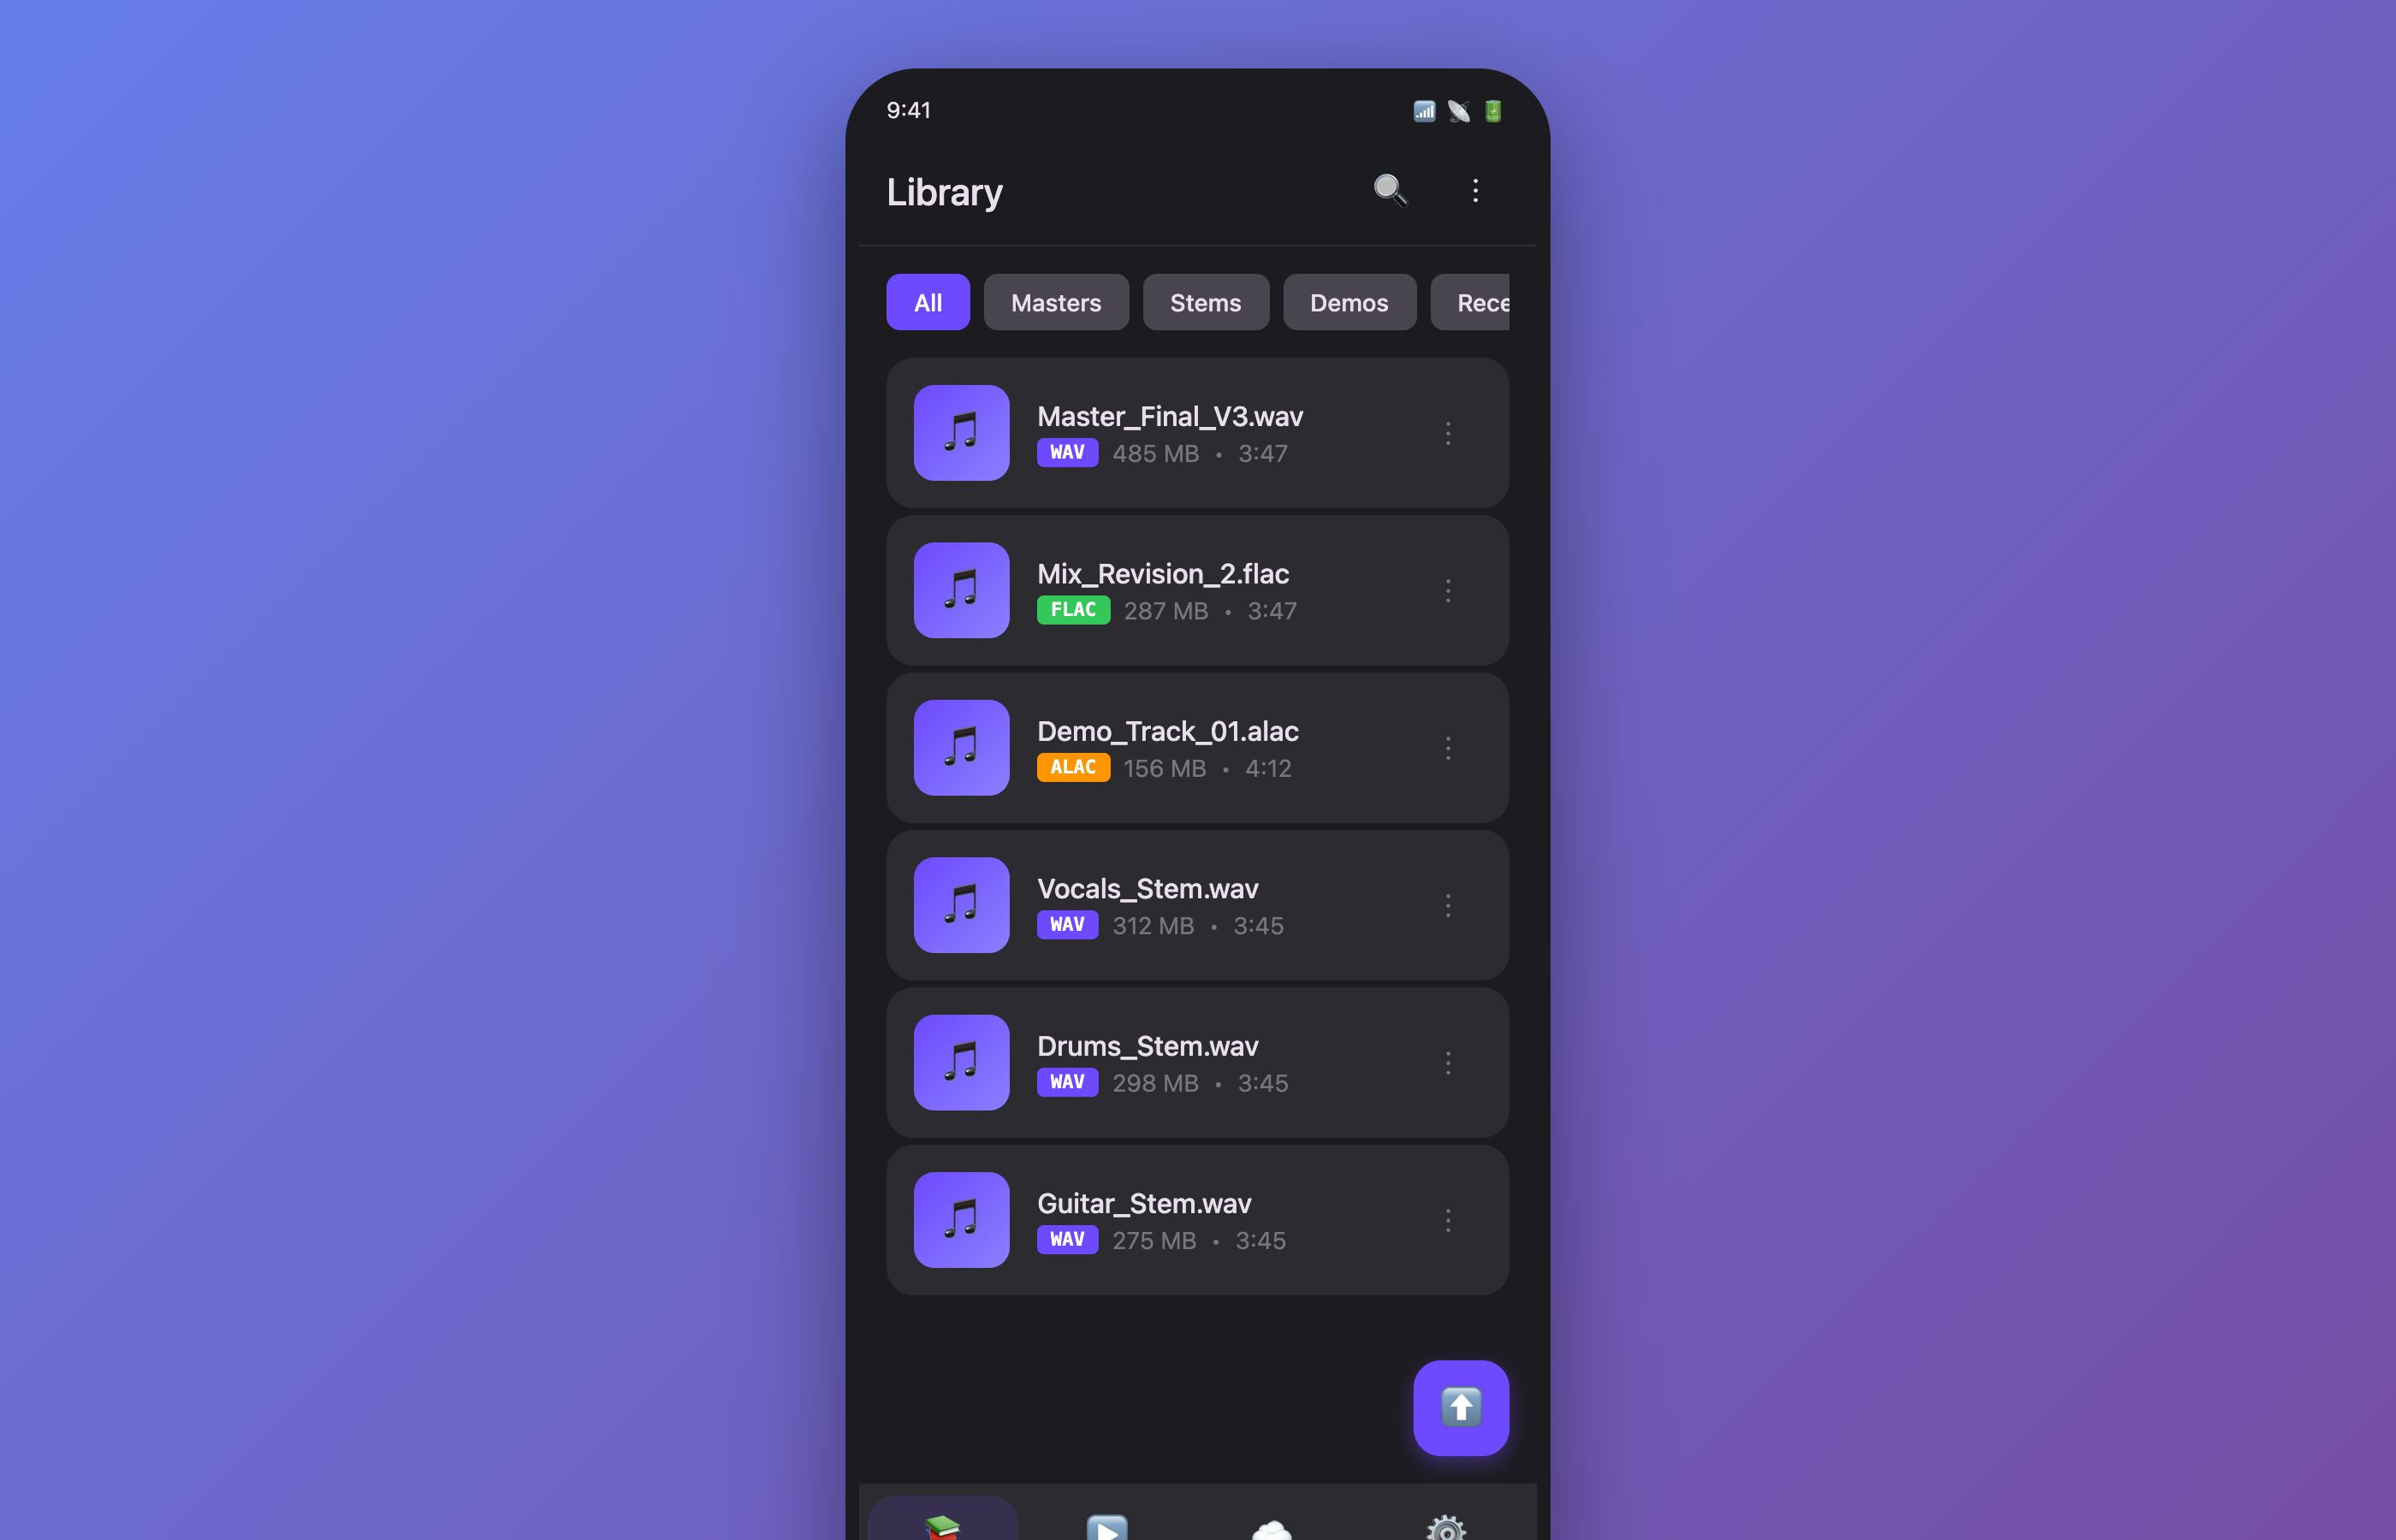 9:41
Library
All Masters Stems Demos Rece
Master_Final_V3.wav
WAV 485 MB • 3:47
Mix_Revision_2.flac
FLAC 287 MB • 3:47
Demo_Track_01.alac
ALAC 156 MB • 4:12
Vocals_Stem.wav
WAV 312 MB • 3:45
Drums_Stem.wav
WAV 298 MB • 3:45
Guitar_Stem.wav
WAV 275 MB • 3:45